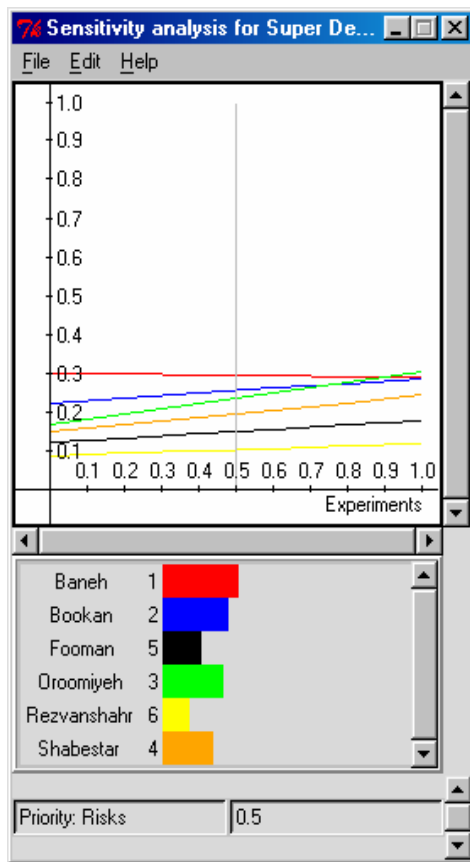 Sensitivity analysis for Super De...
File Edit Help
1.0
0.9
0.8
0.7
0.6
0.5
0.4
0.3
0.2
0.1
0.1 0.2 0.3 0.4 0.5 0.6 0.7 0.8 0.9 1.0
Experiments
Baneh 1
Bookan 2
Fooman 5
Oroomiyeh 3
Rezvanshahr 6
Shabestar 4
Priority: Risks 0.5